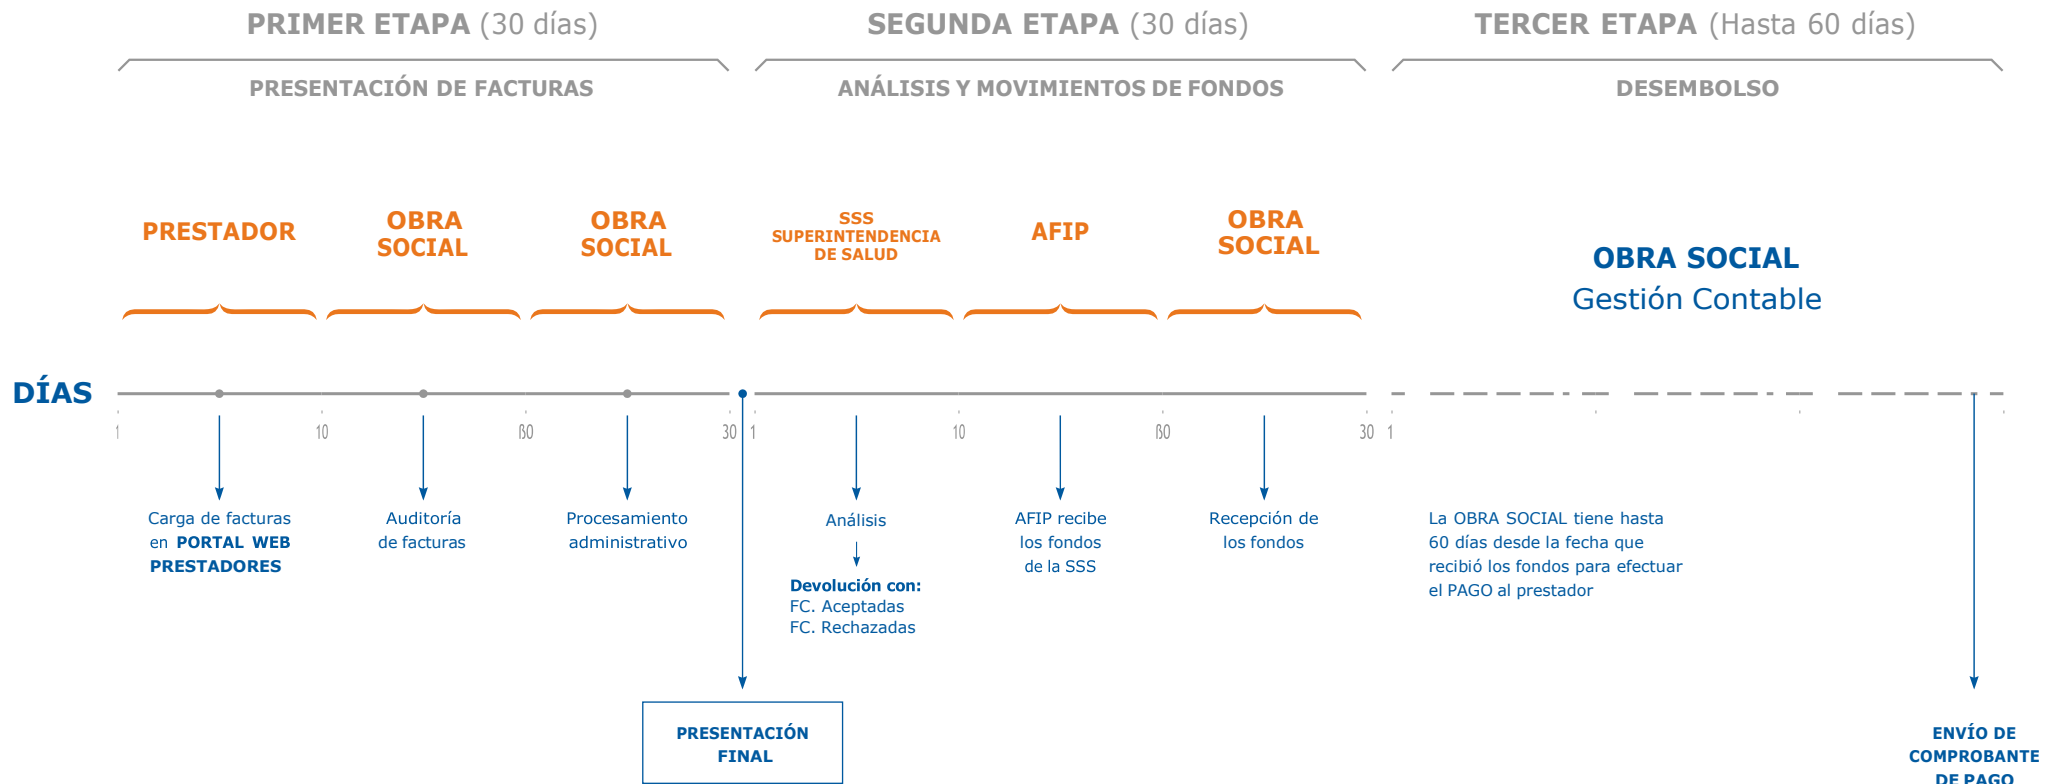 PRIMER ETAPA (30 días)
PRESENTACIÓN DE FACTURAS
SEGUNDA ETAPA (30 días)
ANÁLISIS Y MOVIMIENTOS DE FONDOS
TERCER ETAPA (Hasta 60 días)
DESEMBOLSO
PRESTADOR
OBRA
SOCIAL
OBRA
SOCIAL
SSS
SUPERINTENDENCIA
DE SALUD
AFIP
OBRA
SOCIAL
OBRA SOCIAL
Gestión Contable
DÍAS
1 10 ß0 30 1 10 ß0 30 1
Carga de facturas
en PORTAL WEB
PRESTADORES
Auditoría
de facturas
Procesamiento
administrativo
Análisis
Devolución con:
FC. Aceptadas
FC. Rechazadas
AFIP recibe
los fondos
de la SSS
Recepción de
los fondos
La OBRA SOCIAL tiene hasta
60 días desde la fecha que
recibió los fondos para efectuar
el PAGO al prestador
PRESENTACIÓN
FINAL
ENVÍO DE
COMPROBANTE
DE PAGO